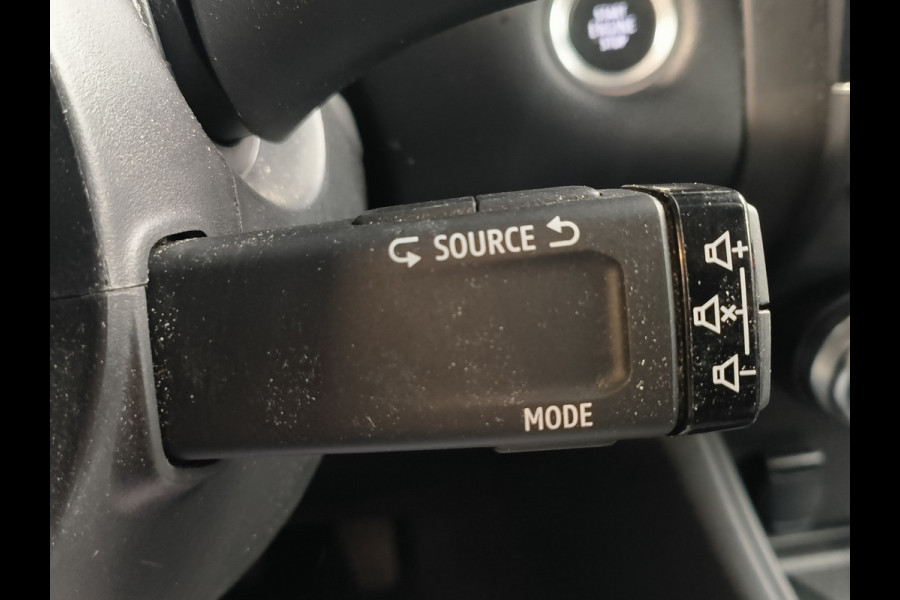 START
ENGINE
STOP
SOURCE
+
×
-
MODE